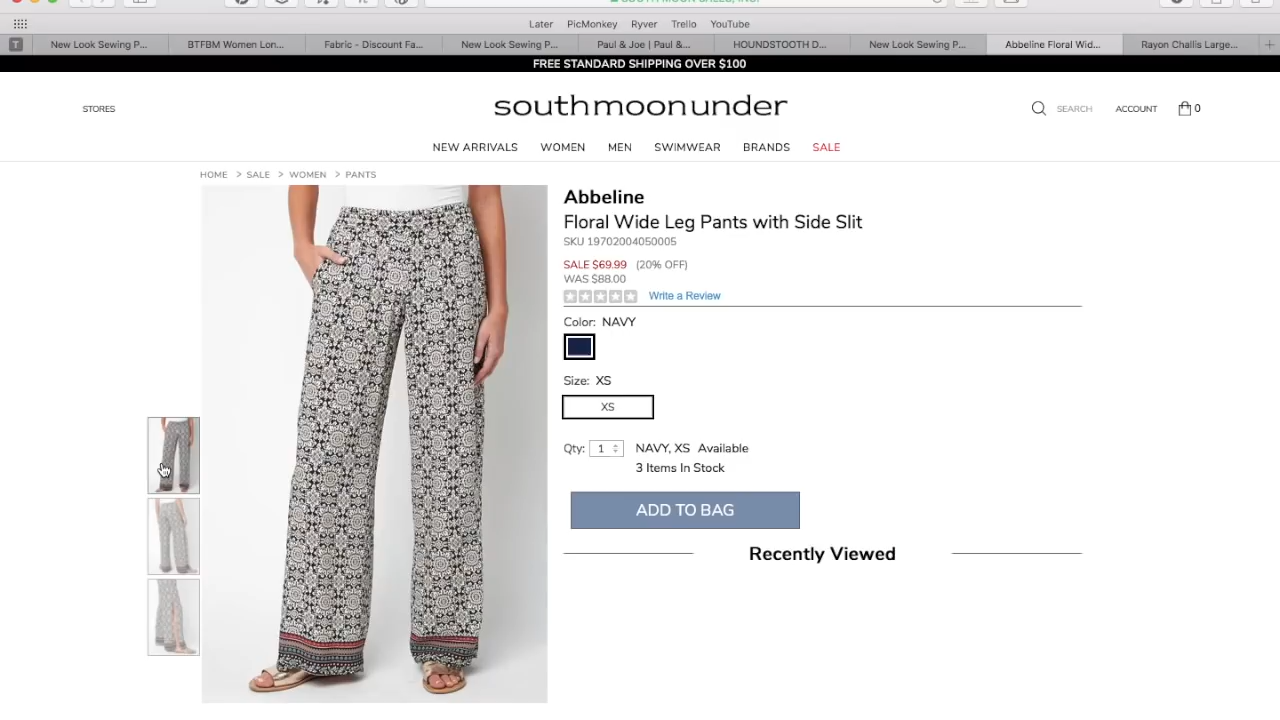 Later PicMonkey Ryver Trello YouTube
T New Look Sewing P... BTFBM Women Lon... Fabric - Discount Fa... New Look Sewing P... Paul & Joe | Paul &... HOUNDSTOOTH D... New Look Sewing P... Abbeline Floral Wid... Rayon Challis Large...
FREE STANDARD SHIPPING OVER $100
STORES
southmoonunder
SEARCH ACCOUNT 0
NEW ARRIVALS WOMEN MEN SWIMWEAR BRANDS SALE
HOME > SALE > WOMEN > PANTS
Abbeline
Floral Wide Leg Pants with Side Slit
SKU 19702004050005
SALE $69.99 (20% OFF)
WAS $88.00
Write a Review
Color: NAVY
Size: XS
XS
Qty: 1 NAVY, XS Available
3 Items In Stock
ADD TO BAG
Recently Viewed